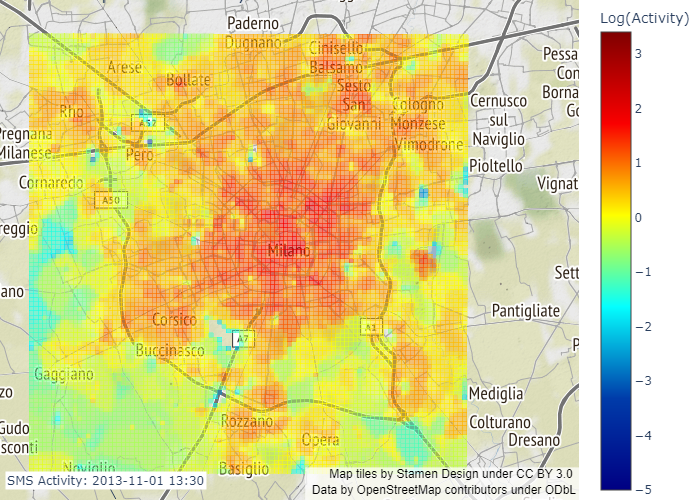 Log(Activity)
3
2
1
0
−1
−2
−3
−4
−5
Paderno
Dugnano
Cinisello
Balsamo
Arese
Bollate
Sesto
San
Giovanni
Rho
Cologno
Monzese
Vimodrone
Cernusco
sul
Naviglio
Pessa
Con
Borna
Go
A52
Pregnana
Milanese
Pero
Pioltello
Cornaredo
Vignat
A50
reggio
Milano
Sett
ano
Pantigliate
Corsico
A1
A7
Buccinasco
P
Gaggiano
zo
Mediglia
Rozzano
Colturano
Gudo
sconti
Opera
Dresano
Noviglio
Basiglio
SMS Activity: 2013-11-01 13:30
Map tiles by Stamen Design under CC BY 3.0
Data by OpenStreetMap contributors under ODbL